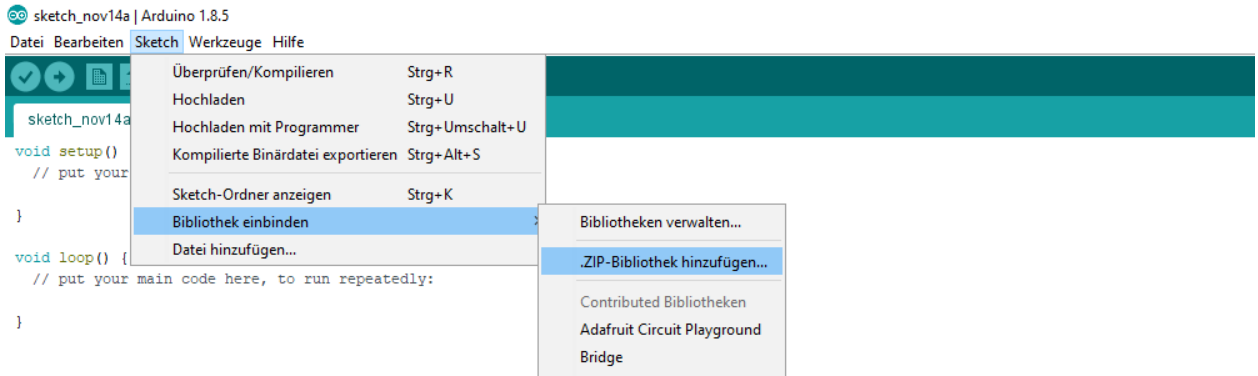 sketch_nov14a | Arduino 1.8.5
Datei Bearbeiten Sketch Werkzeuge Hilfe
Überprüfen/Kompilieren Strg+R
Hochladen Strg+U
Hochladen mit Programmer Strg+Umschalt+U
Kompilierte Binärdatei exportieren Strg+Alt+S
Sketch-Ordner anzeigen Strg+K
Bibliothek einbinden
Datei hinzufügen...
Bibliotheken verwalten...
.ZIP-Bibliothek hinzufügen...
Contributed Bibliotheken
Adafruit Circuit Playground
Bridge
sketch_nov14a
void setup()
// put your
}
void loop() {
// put your main code here, to run repeatedly:
}